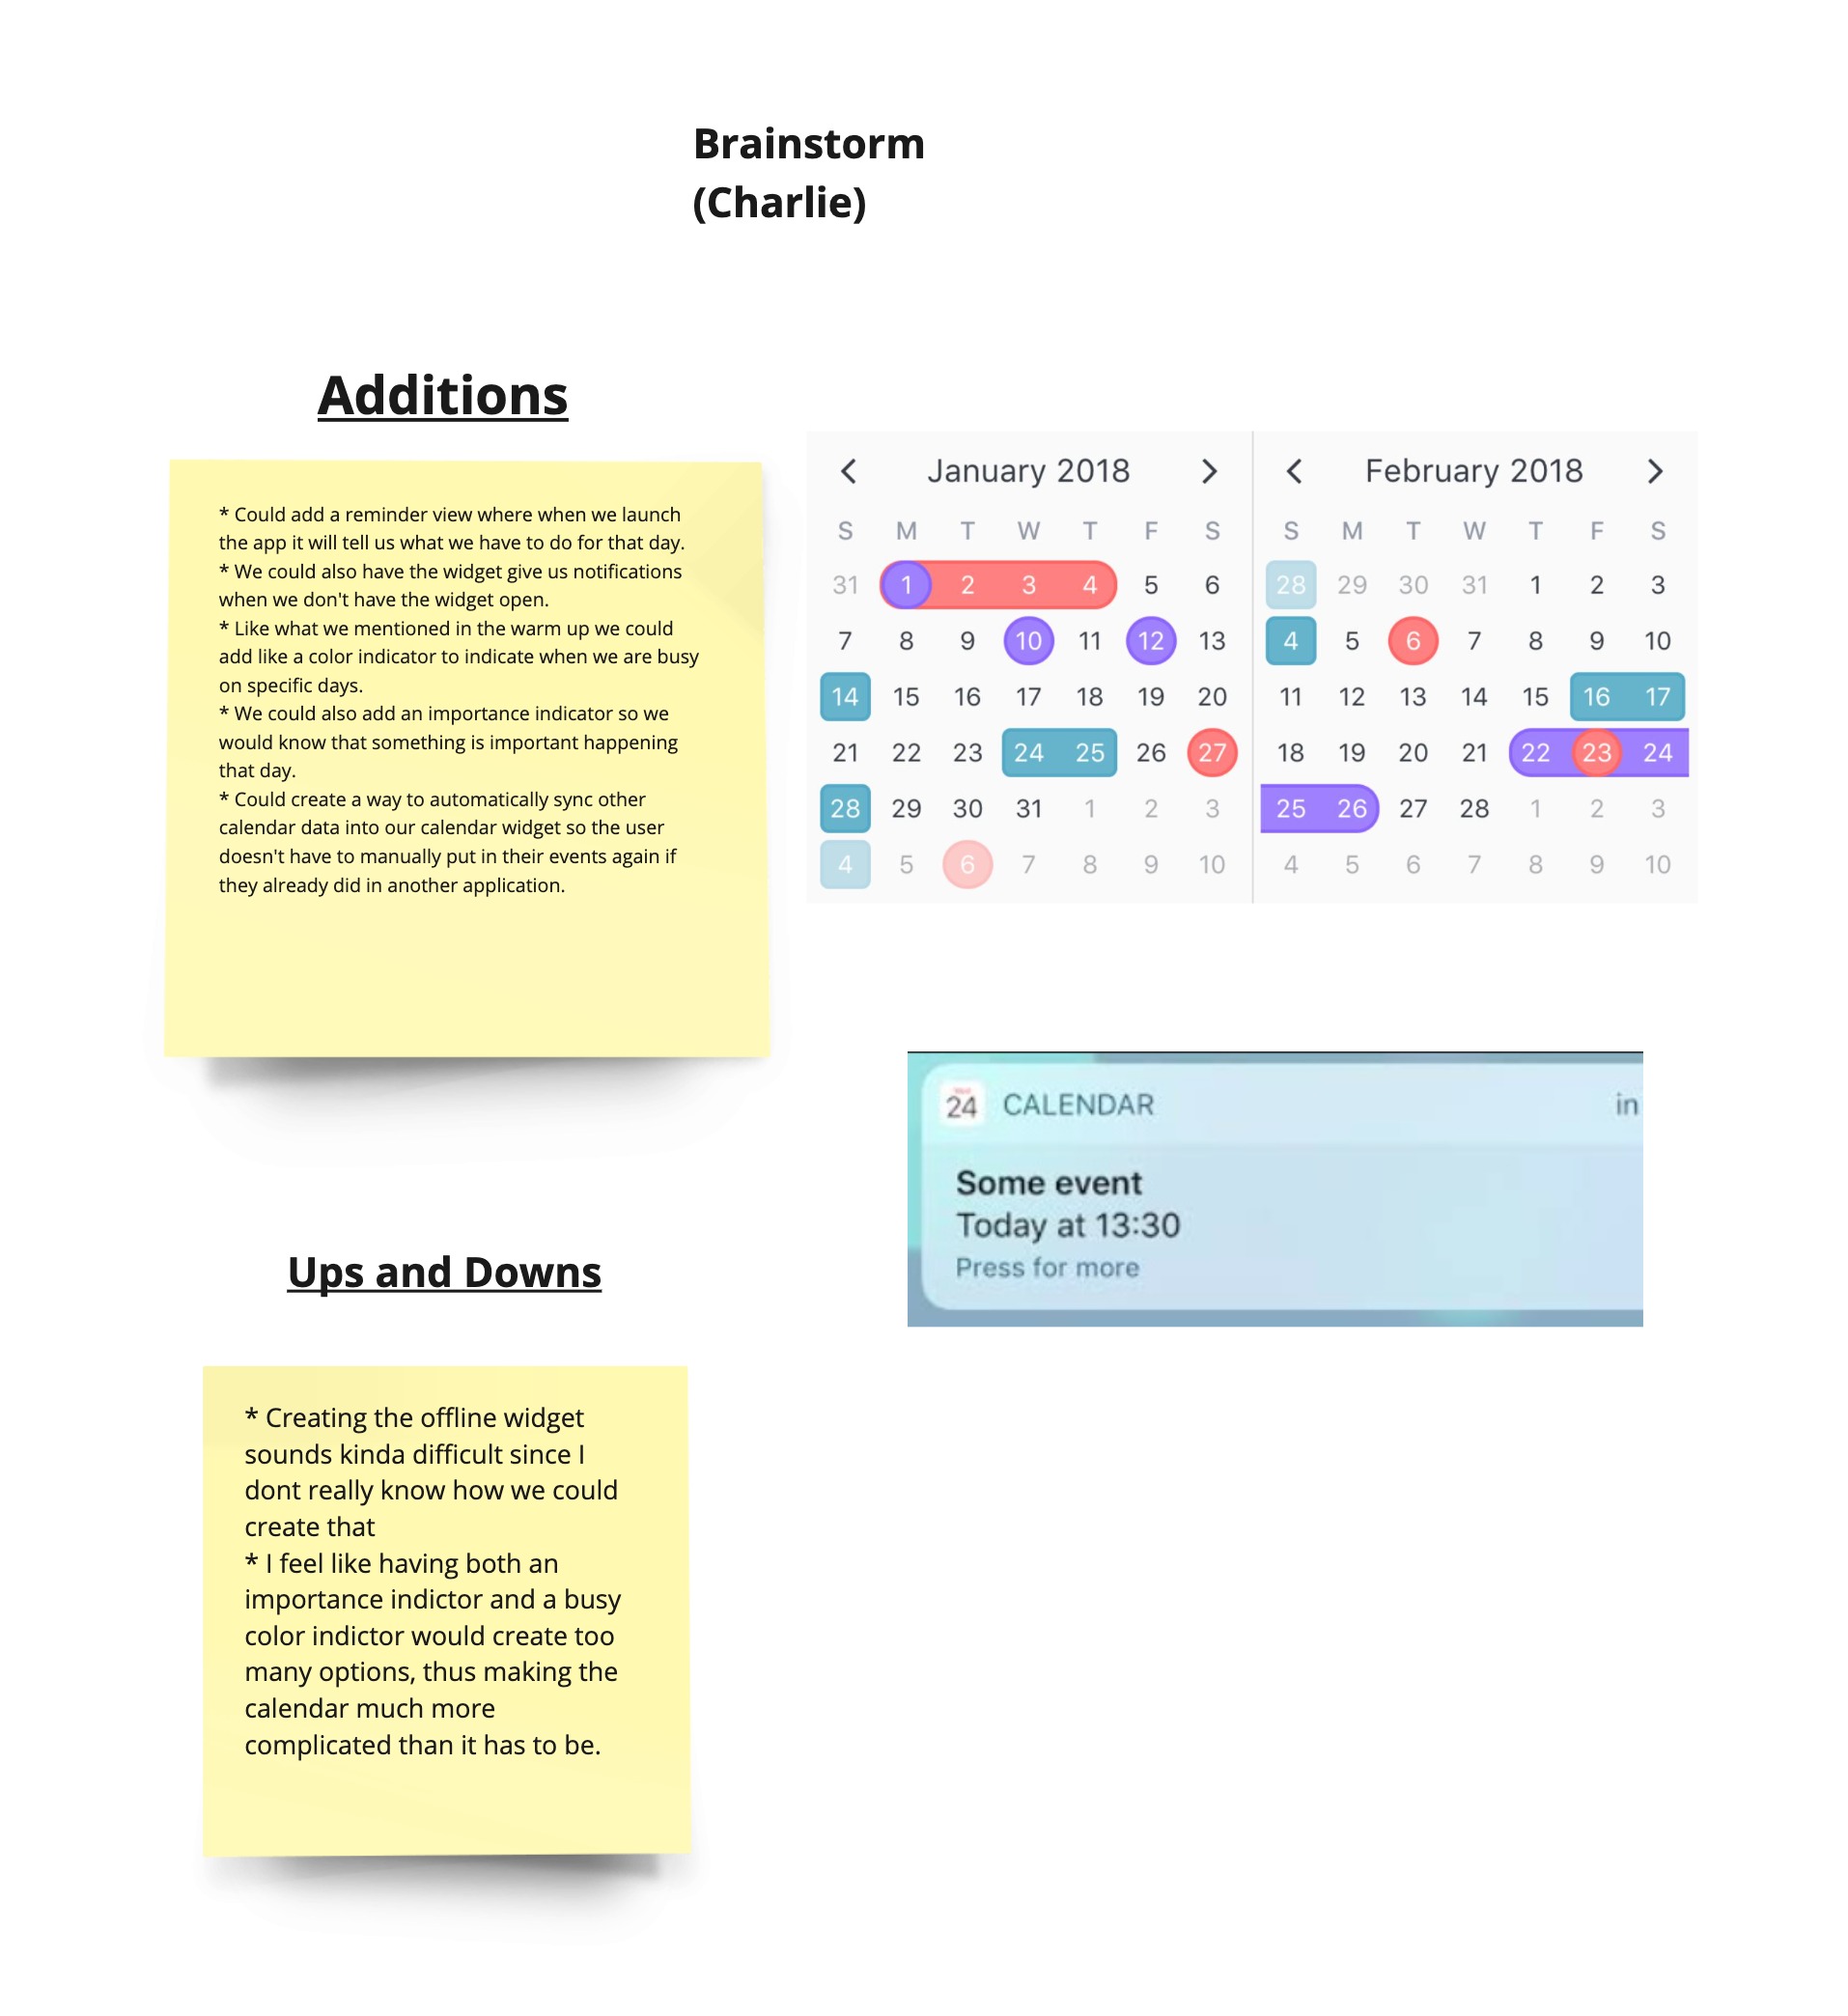 Brainstorm
(Charlie)
Additions
* Could add a reminder view where when we launch
the app it will tell us what we have to do for that day.
* We could also have the widget give us notifications
when we don't have the widget open.
* Like what we mentioned in the warm up we could
add like a color indicator to indicate when we are busy
on specific days.
* We could also add an importance indicator so we
would know that something is important happening
that day.
* Could create a way to automatically sync other
calendar data into our calendar widget so the user
doesn't have to manually put in their events again if
they already did in another application.
January 2018
S M T W T F S
31 1 2 3 4 5 6
7 8 9 10 11 12 13
14 15 16 17 18 19 20
21 22 23 24 25 26 27
28 29 30 31 1 2 3
4 5 6 7 8 9 10
February 2018
S M T W T F S
28 29 30 31 1 2 3
4 5 6 7 8 9 10
11 12 13 14 15 16 17
18 19 20 21 22 23 24
25 26 27 28 1 2 3
4 5 6 7 8 9 10
24 CALENDAR in
Some event
Today at 13:30
Press for more
Ups and Downs
* Creating the offline widget
sounds kinda difficult since I
dont really know how we could
create that
* I feel like having both an
importance indictor and a busy
color indictor would create too
many options, thus making the
calendar much more
complicated than it has to be.